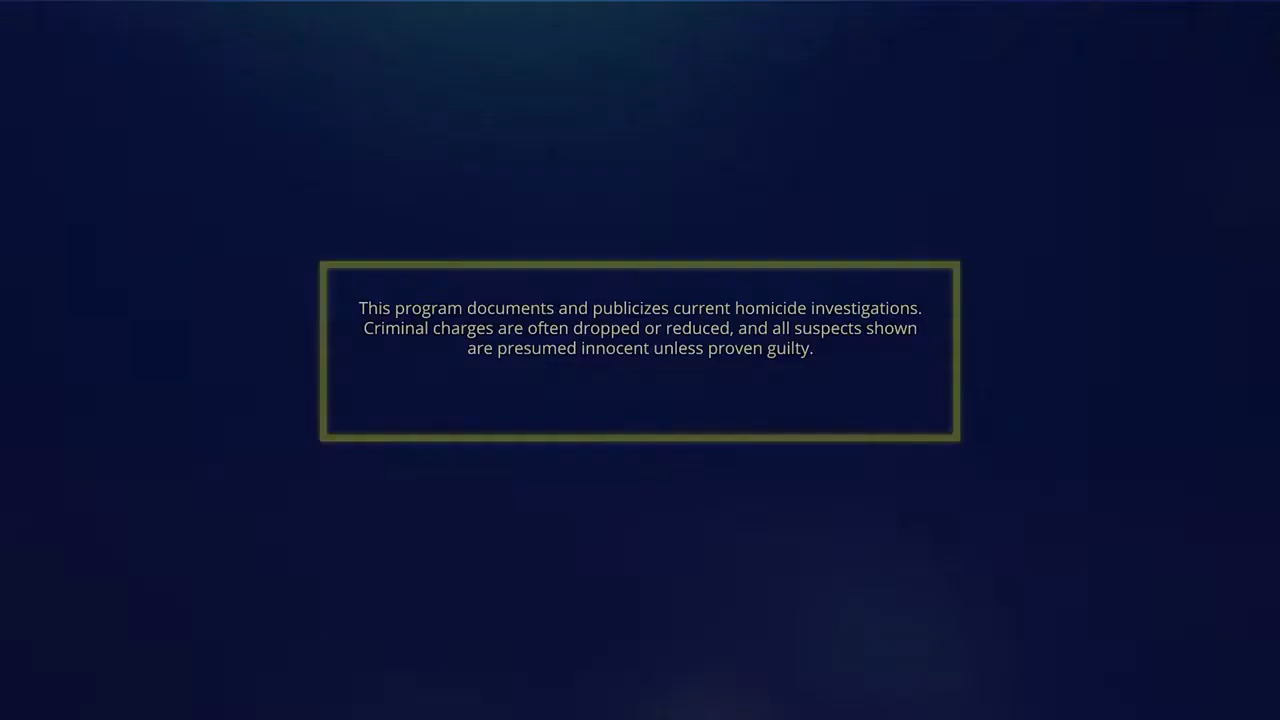 This program documents and publicizes current homicide investigations.
Criminal charges are often dropped or reduced, and all suspects shown
are presumed innocent unless proven guilty.